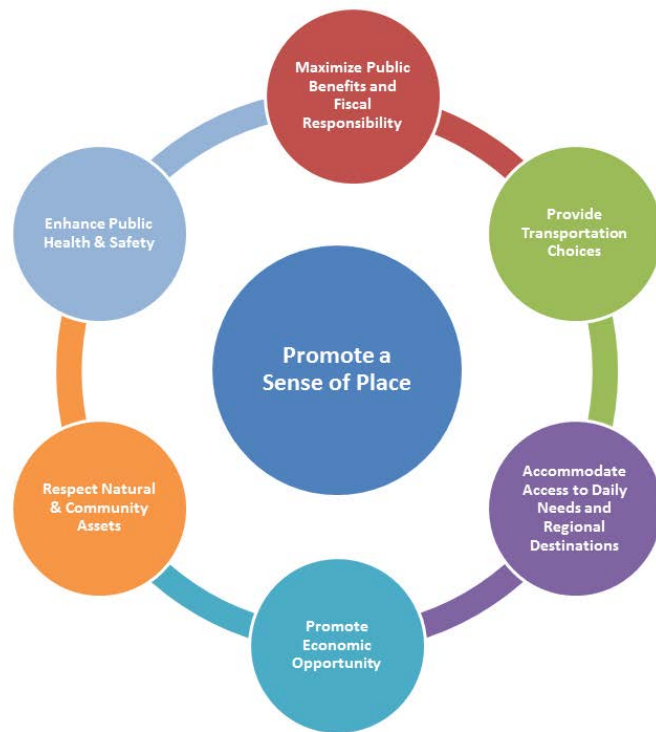 Maximize Public
Benefits and
Fiscal
Responsibility
Provide
Transportation
Choices
Accommodate
Access to Daily
Needs and
Regional
Destinations
Promote
Economic
Opportunity
Respect Natural
& Community
Assets
Enhance Public
Health & Safety
Promote a
Sense of Place